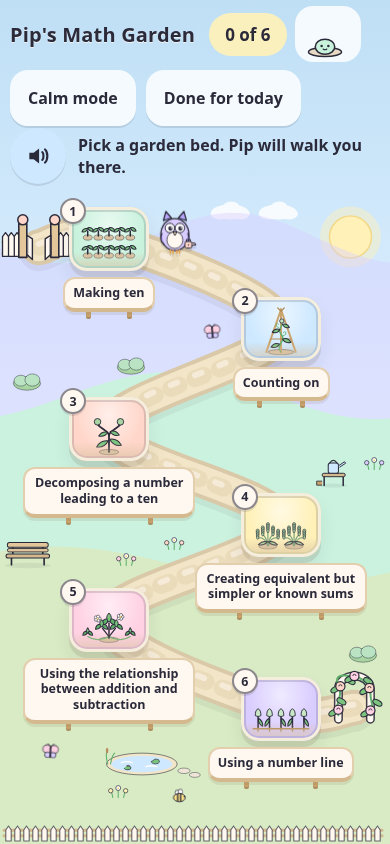 Pip's Math Garden
0 of 6
Calm mode
Done for today
Pick a garden bed. Pip will walk you
there.
1
Making ten
2
Counting on
3
Decomposing a number
leading to a ten
4
Creating equivalent but
simpler or known sums
5
Using the relationship
between addition and
subtraction
6
Using a number line